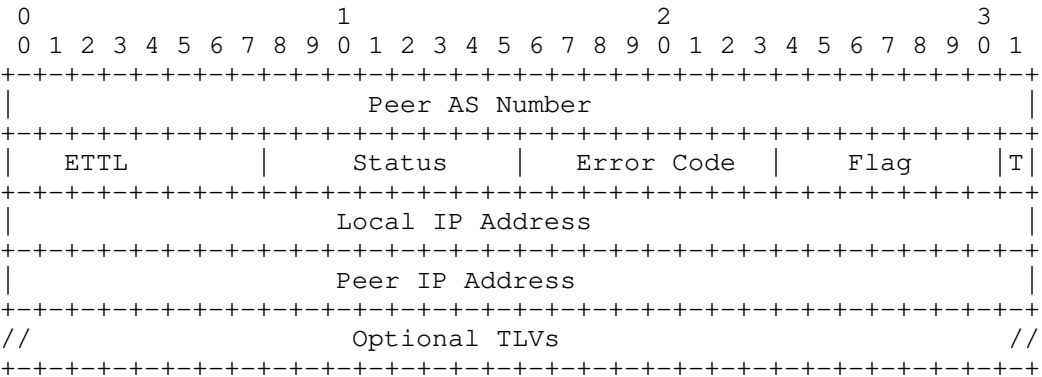 0                   1                   2                   3
 0 1 2 3 4 5 6 7 8 9 0 1 2 3 4 5 6 7 8 9 0 1 2 3 4 5 6 7 8 9 0 1
+-+-+-+-+-+-+-+-+-+-+-+-+-+-+-+-+-+-+-+-+-+-+-+-+-+-+-+-+-+-+-+-+
|                      Peer AS Number                           |
+-+-+-+-+-+-+-+-+-+-+-+-+-+-+-+-+-+-+-+-+-+-+-+-+-+-+-+-+-+-+-+-+
|   ETTL        |     Status    |   Error Code  |    Flag     |T|
+-+-+-+-+-+-+-+-+-+-+-+-+-+-+-+-+-+-+-+-+-+-+-+-+-+-+-+-+-+-+-+-+
|                    Local IP Address                           |
+-+-+-+-+-+-+-+-+-+-+-+-+-+-+-+-+-+-+-+-+-+-+-+-+-+-+-+-+-+-+-+-+
|                    Peer IP Address                            |
+-+-+-+-+-+-+-+-+-+-+-+-+-+-+-+-+-+-+-+-+-+-+-+-+-+-+-+-+-+-+-+-+
//                    Optional TLVs                            //
+-+-+-+-+-+-+-+-+-+-+-+-+-+-+-+-+-+-+-+-+-+-+-+-+-+-+-+-+-+-+-+-+